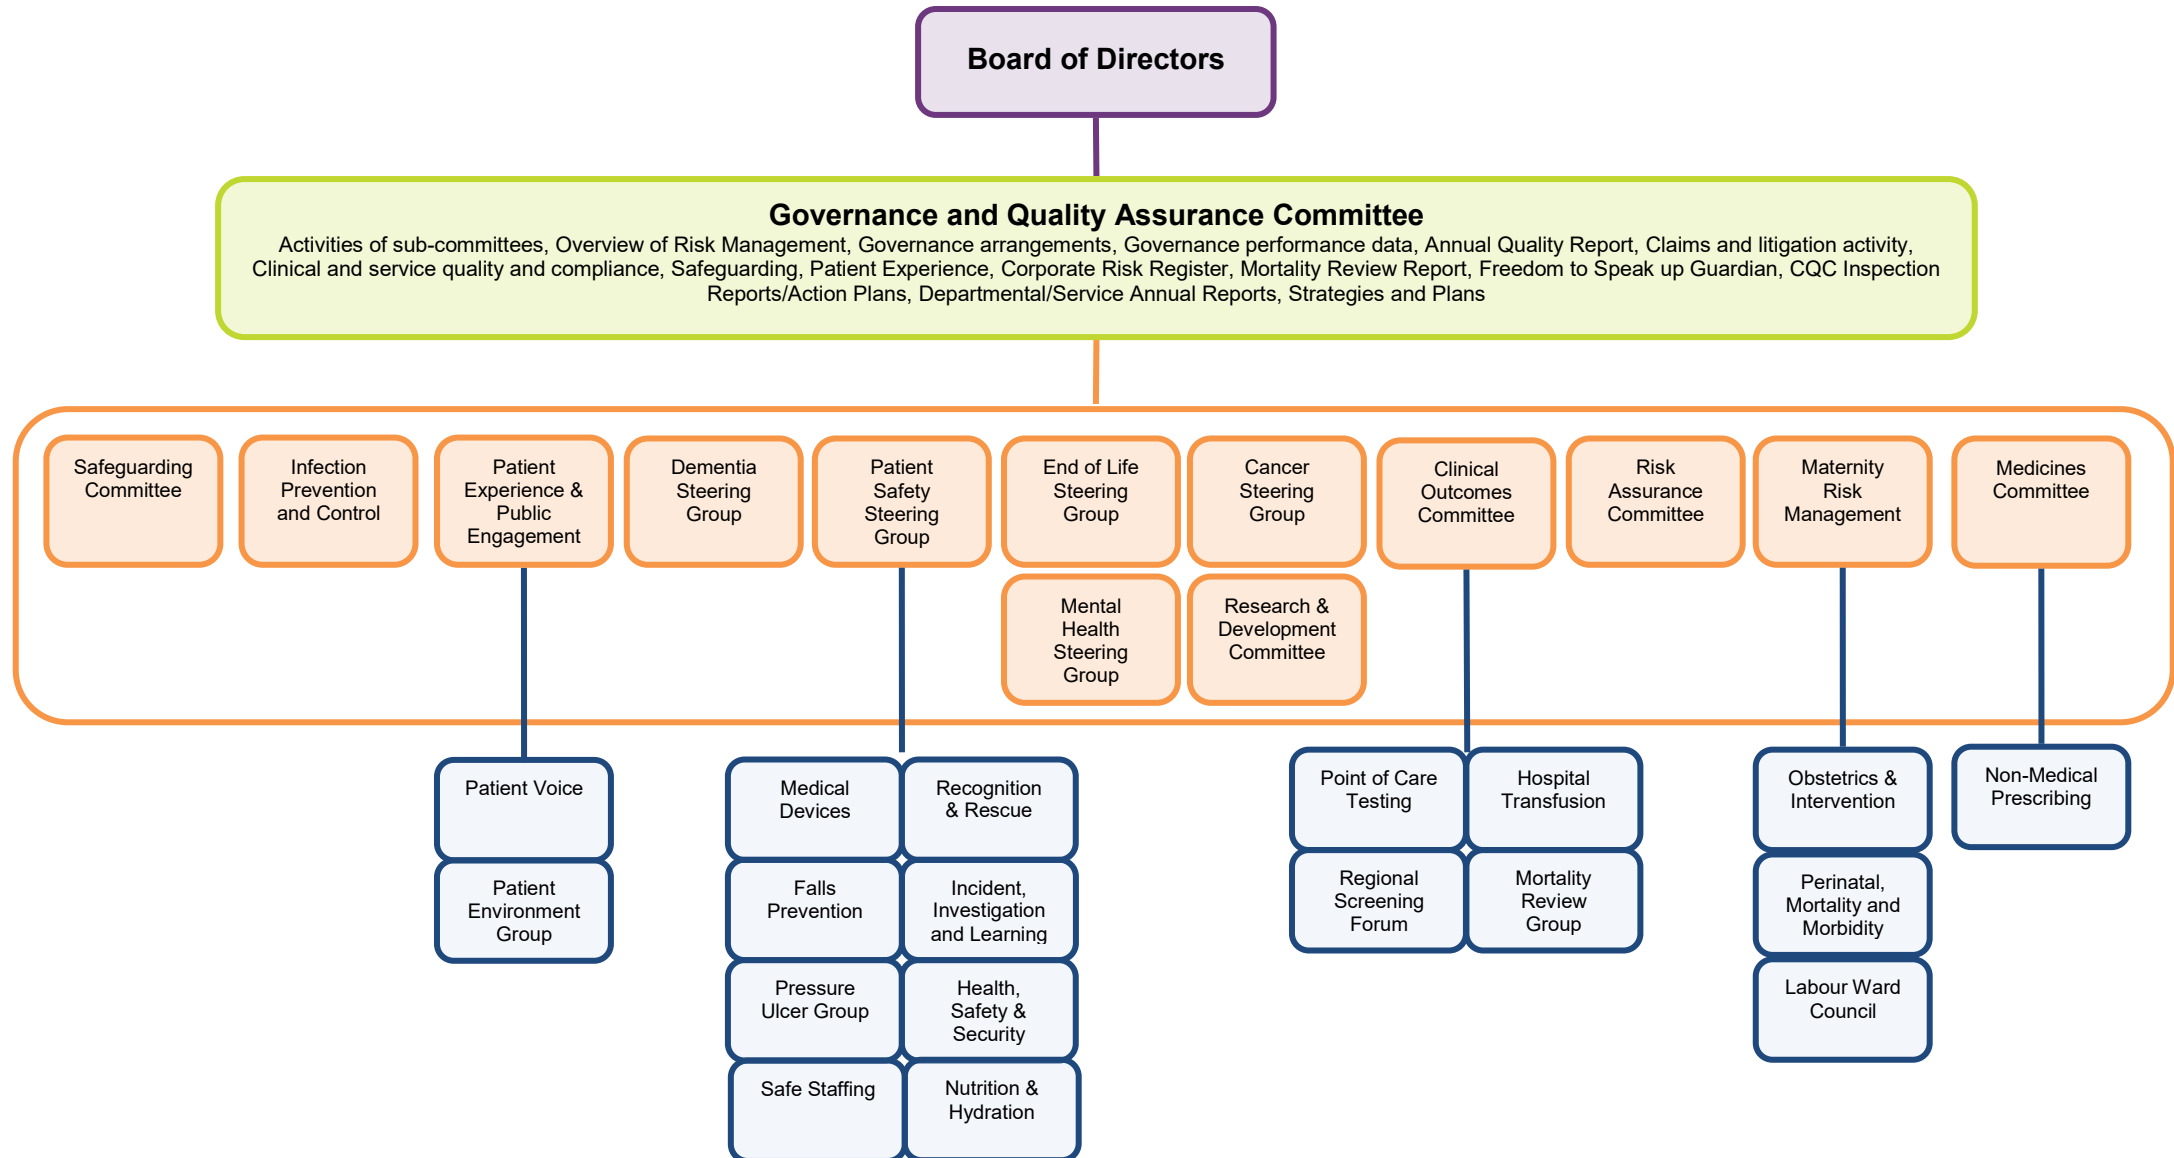 Board of Directors
Governance and Quality Assurance Committee
Activities of sub-committees, Overview of Risk Management, Governance arrangements, Governance performance data, Annual Quality Report, Claims and litigation activity,
Clinical and service quality and compliance, Safeguarding, Patient Experience, Corporate Risk Register, Mortality Review Report, Freedom to Speak up Guardian, CQC Inspection
Reports/Action Plans, Departmental/Service Annual Reports, Strategies and Plans
Safeguarding
Committee
Infection
Prevention
and Control
Patient
Experience &
Public
Engagement
Dementia
Steering
Group
Patient
Safety
Steering
Group
End of Life
Steering
Group
Cancer
Steering
Group
Clinical
Outcomes
Committee
Risk
Assurance
Committee
Maternity
Risk
Management
Medicines
Committee
Mental
Health
Steering
Group
Research &
Development
Committee
Patient Voice
Patient
Environment
Group
Medical
Devices
Recognition
& Rescue
Falls
Prevention
Incident,
Investigation
and Learning
Pressure
Ulcer Group
Health,
Safety &
Security
Safe Staffing
Nutrition &
Hydration
Point of Care
Testing
Hospital
Transfusion
Regional
Screening
Forum
Mortality
Review
Group
Obstetrics &
Intervention
Perinatal,
Mortality and
Morbidity
Labour Ward
Council
Non-Medical
Prescribing